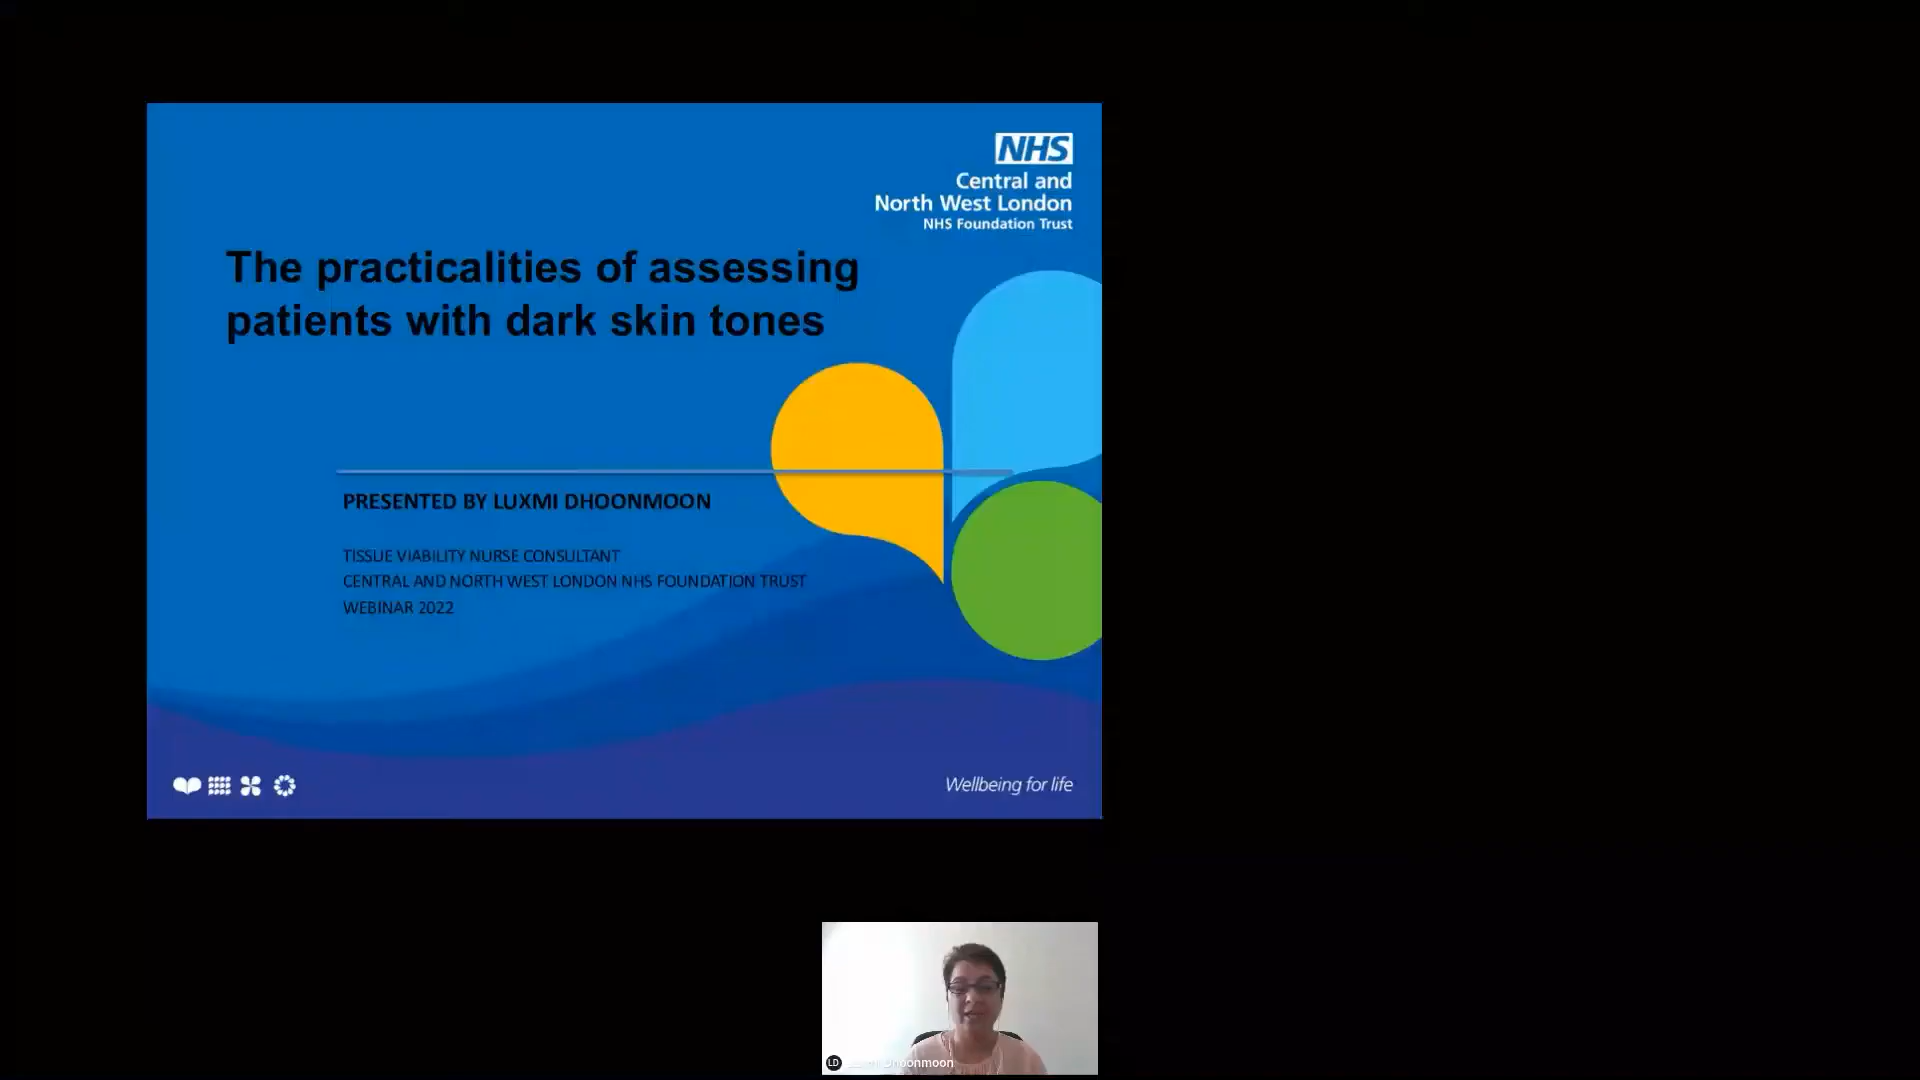 NHS
Central and
North West London
NHS Foundation Trust
The practicalities of assessing
patients with dark skin tones
PRESENTED BY LUXMI DHOONMOON
TISSUE VIABILITY NURSE CONSULTANT
CENTRAL AND NORTH WEST LONDON NHS FOUNDATION TRUST
WEBINAR 2022
Wellbeing for life
LD Dhoonmoon